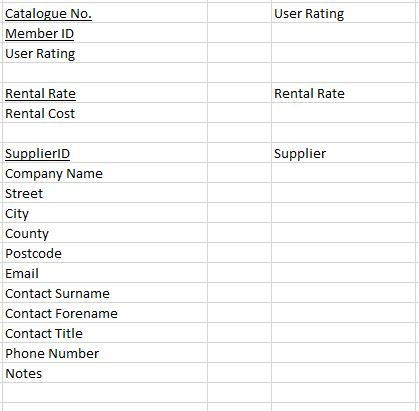 Catalogue No. User Rating
Member ID
User Rating
Rental Rate Rental Rate
Rental Cost
SupplierID Supplier
Company Name
Street
City
County
Postcode
Email
Contact Surname
Contact Forename
Contact Title
Phone Number
Notes